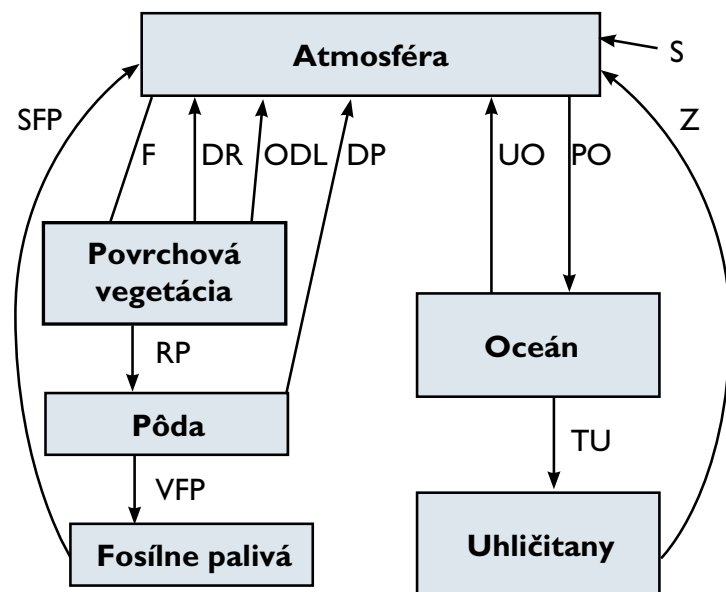 Atmosféra
S
SFP
F
DR
ODL
DP
UO
PO
Z
Povrchová
vegetácia
Oceán
RP
Pôda
TU
VFP
Fosílne palivá
Uhličitany